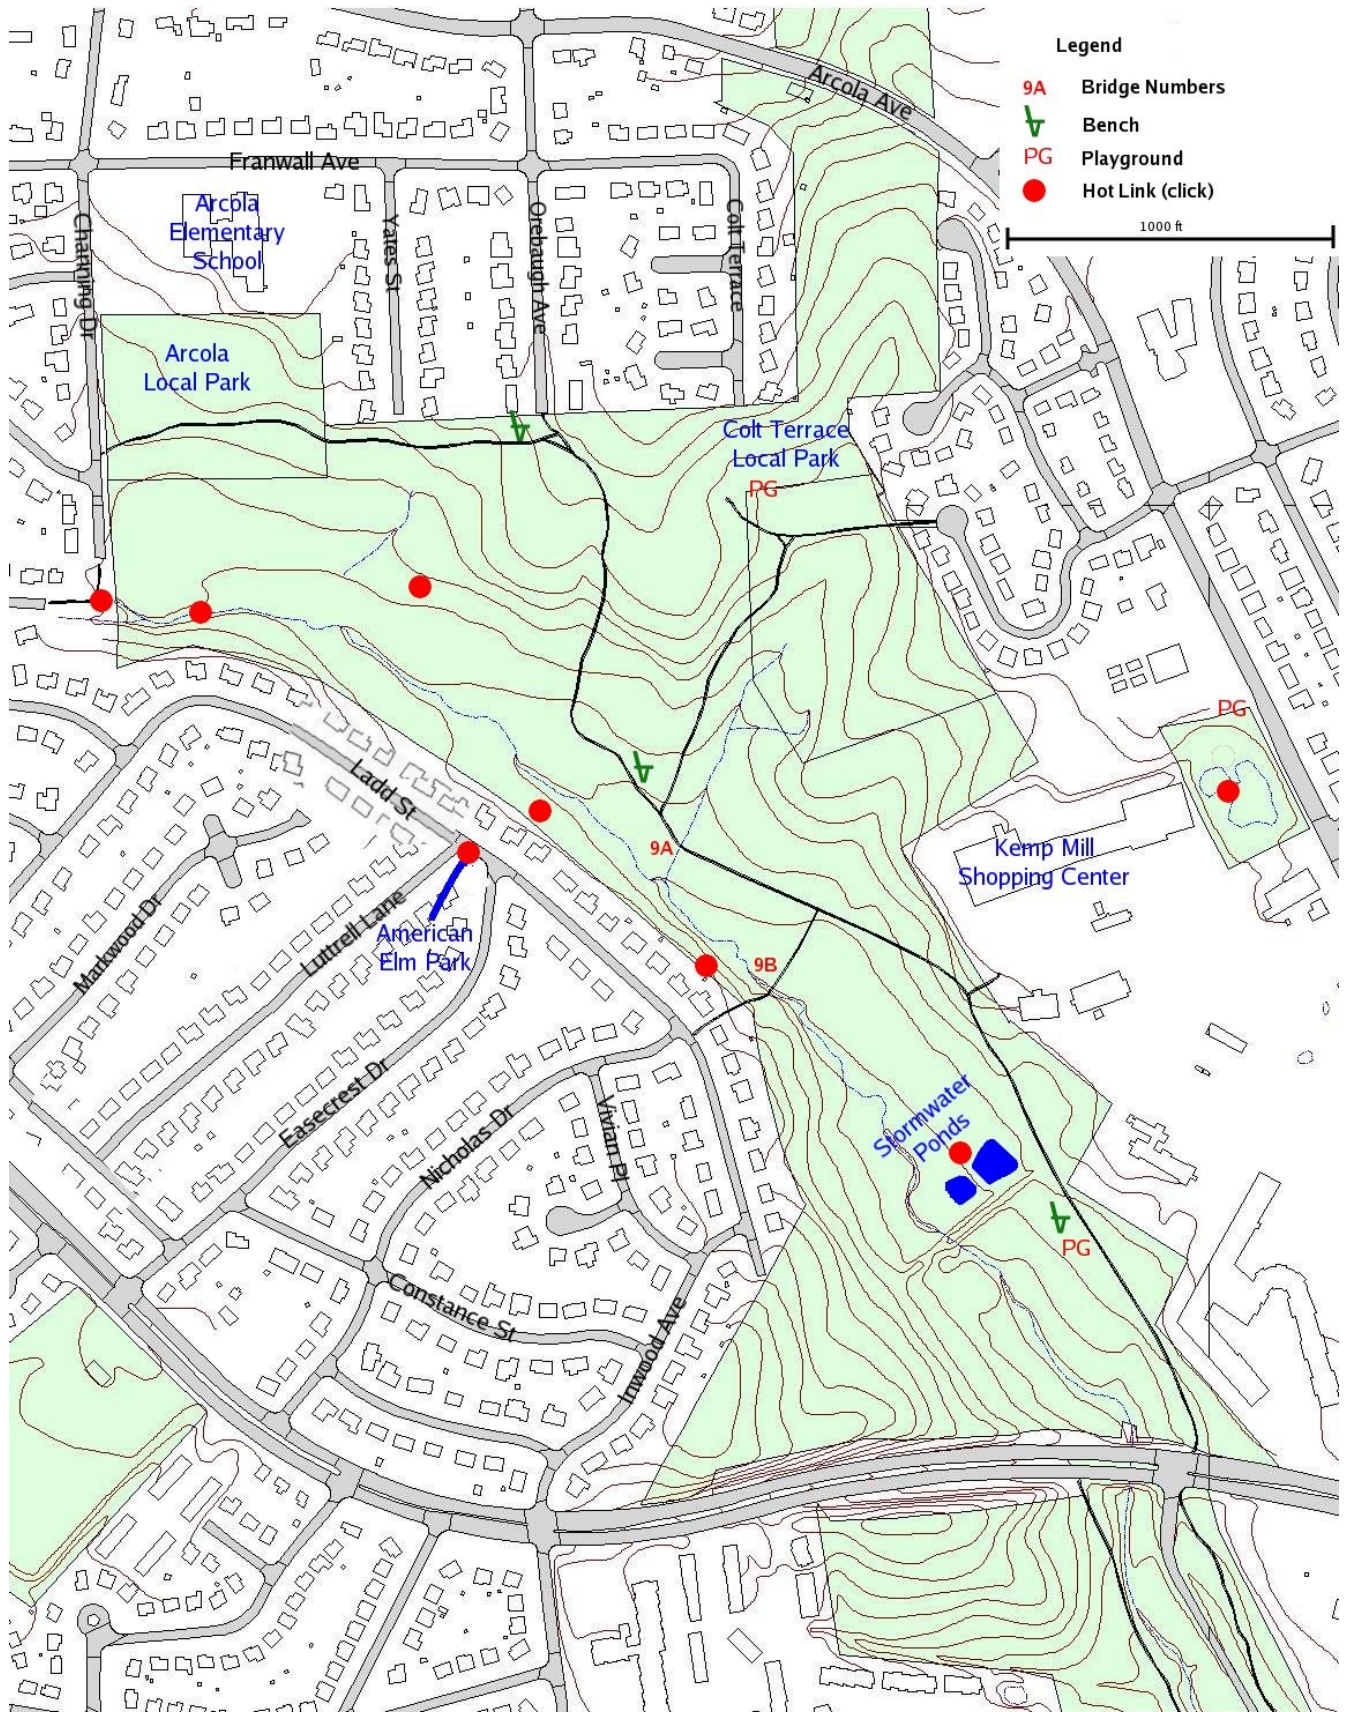 Legend
9A Bridge Numbers
Bench
PG Playground
Hot Link (click)
1000 ft
Arcola Ave
Franwall Ave
Arcola
Elementary
School
Channing Dr
Yates St
Orebaugh Ave
Colt Terrace
Arcola
Local Park
Colt Terrace
Local Park
PG
PG
Ladd St
9A
Kemp Mill
Shopping Center
Markwood Dr
Luttrell Lane
American
Elm Park
9B
Easecrest Dr
Nicholas Dr
Vivian Pl
Stormwater
Ponds
PG
Constance St
Inwood Ave